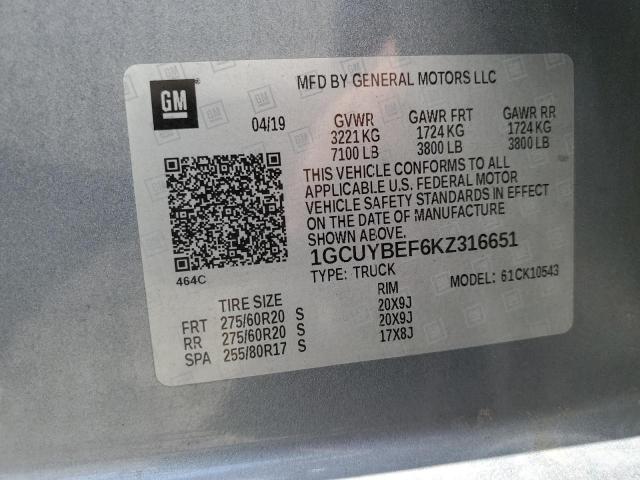 GM
MFD BY GENERAL MOTORS LLC
04/19 GVWR GAWR FRT GAWR RR
3221 KG 1724 KG 1724 KG
7100 LB 3800 LB 3800 LB
THIS VEHICLE CONFORMS TO ALL
APPLICABLE U.S. FEDERAL MOTOR
VEHICLE SAFETY STANDARDS IN EFFECT
ON THE DATE OF MANUFACTURE
SHOWN ABOVE.
1GCUYBEF6KZ316651
464C
TYPE: TRUCK MODEL: 61CK10543
TIRE SIZE RIM
FRT 275/60R20 S 20X9J
RR 275/60R20 S 20X9J
SPA 255/80R17 S 17X8J